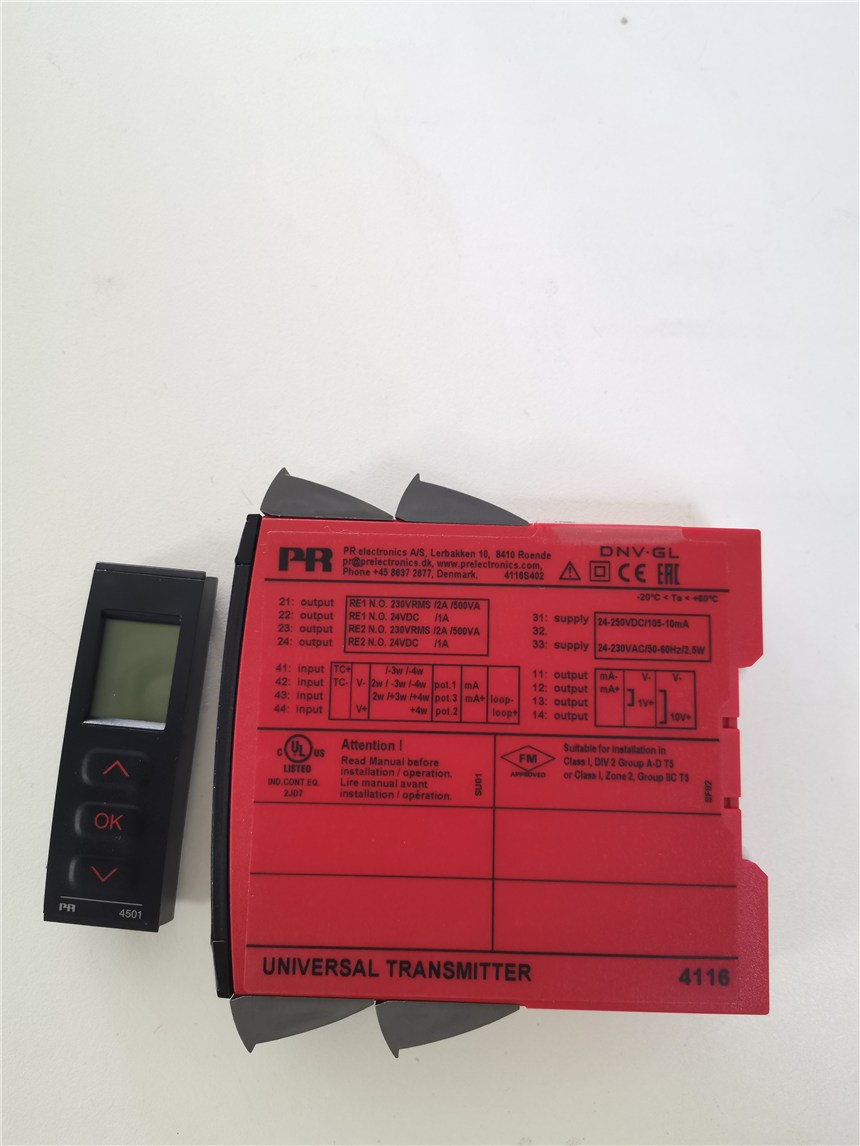 PR
PR electronics A/S, Lerbakken 10, 8410 Roende
pr@prelectronics.dk, www.prelectronics.com,
Phone +45 8637 2677, Denmark. 4116S402
DNV·GL
CE EAC
-20°C < Ta < +60°C
21: output RE1 N.O. 230VRMS /2A /500VA
22: output RE1 N.O. 24VDC /1A
23: output RE2 N.O. 230VRMS /2A /500VA
24: output RE2 N.O. 24VDC /1A
31: supply 24-250VDC/105-10mA
32:
33: supply 24-230VAC/50-60Hz/2.5W
41: input TC+ /-3w /-4w
42: input TC- V- 2w / -3w /-4w pot.1 mA
43: input 2w /+3w /+4w pot.3 mA+ loop-
44: input V+ +4w pot.2 loop+
11: output mA- V- V-
12: output mA+
13: output 1V+
14: output 10V+
C UL US
LISTED
IND.CONT.EQ.
2J07
Attention !
Read Manual before
installation / operation.
Lire manual avant
installation / opération.
SU01
FM
APPROVED
Suitable for installation in
Class I, DIV 2 Group A-D T5
or Class I, Zone 2, Group IIC T5
SF02
UNIVERSAL TRANSMITTER 4116
OK
PR 4501